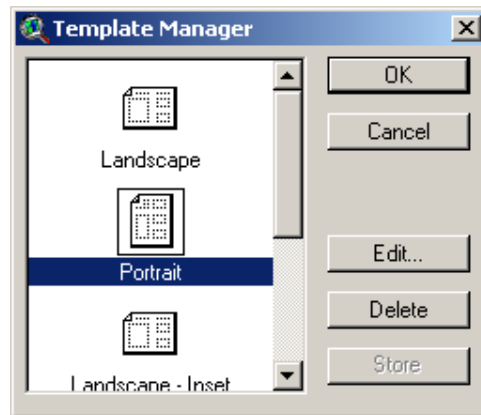 Template Manager
Landscape
Portrait
Landscape - Inset
OK
Cancel
Edit...
Delete
Store